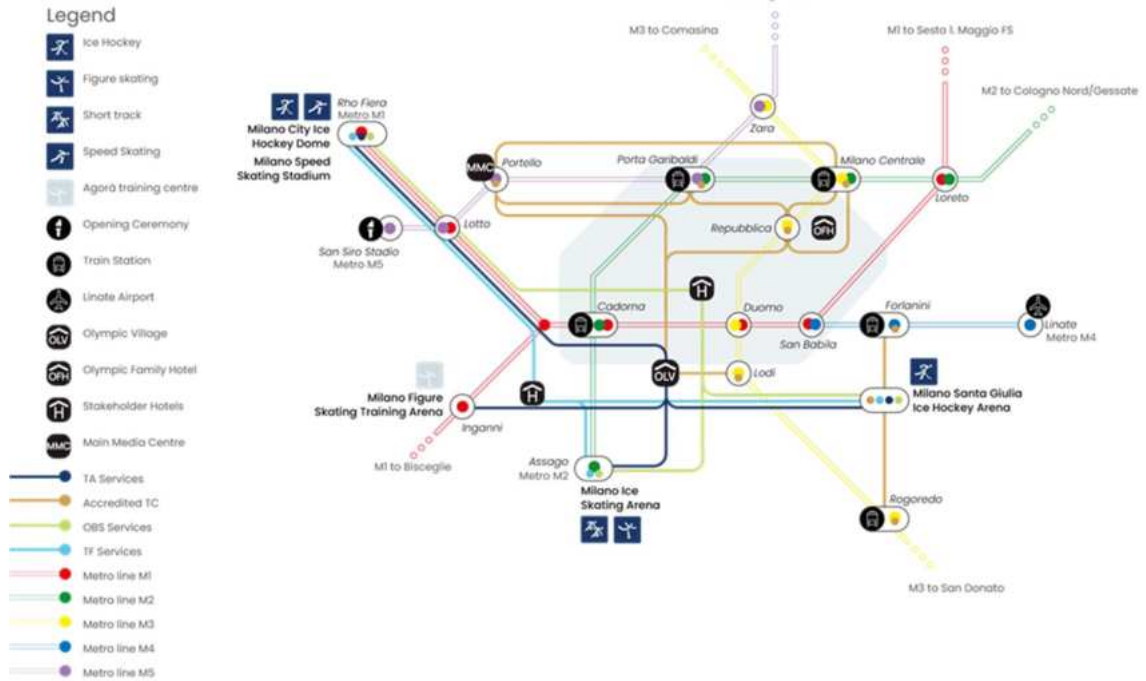 Legend
Ice Hockey
Figure skating
Short track
Speed Skating
Agorá training centre
Opening Ceremony
Train Station
Linate Airport
OLV
Olympic Village
OFH
Olympic Family Hotel
H
Stakeholder Hotels
MMC
Main Media Centre
TA Services
Accredited TC
OBS Services
TF Services
Metro line M1
Metro line M2
Metro line M3
Metro line M4
Metro line M5
M3 to Comasina
M1 to Sesta I. Maggio FS
M2 to Cologno Nord/Gessate
Rho Fiera
Metro M1
Milano City Ice
Hockey Dome
Milano Speed
Skating Stadium
Zara
MMC
Portello
Porta Garibaldi
Milano Centrale
Loreto
Lotto
San Siro Stadio
Metro M5
Repubblica
OFH
H
Cadorna
Duomo
San Babila
Forlanini
Linate
Metro M4
OLV
Lodi
H
Milano Figure
Skating Training Arena
Inganni
M1 to Bisceglie
Milano Santa Giulia
Ice Hockey Arena
Assago
Metro M2
Milano Ice
Skating Arena
Rogoredo
M3 to San Donato